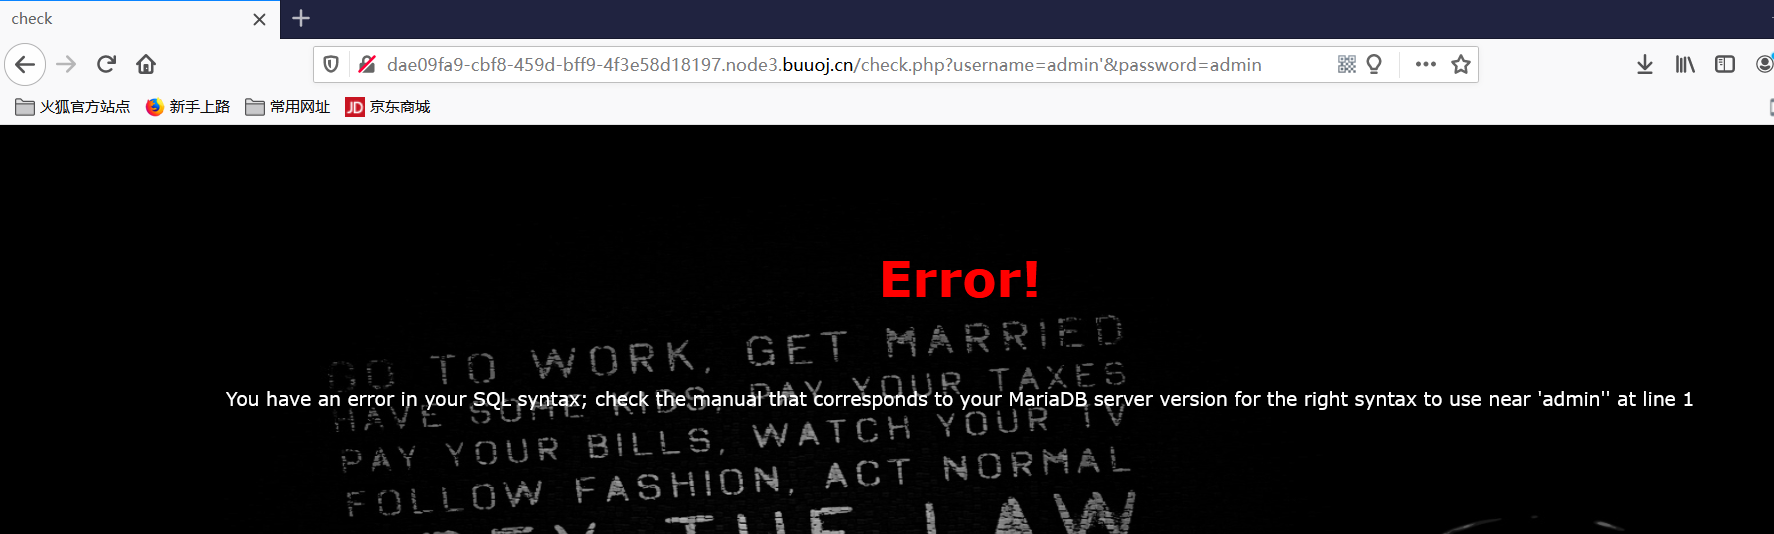 check
dae09fa9-cbf8-459d-bff9-4f3e58d18197.node3.buuoj.cn/check.php?username=admin'&password=admin
火狐官方站点 新手上路 常用网址 JD 京东商城
Error!
GO TO WORK, GET MARRIED
You have an error in your SQL syntax; check the manual that corresponds to your MariaDB server version for the right syntax to use near 'admin'' at line 1
HAVE SOME KIDS, PAY YOUR TAXES
PAY YOUR BILLS, WATCH YOUR TV
FOLLOW FASHION, ACT NORMAL
OBEY THE LAW